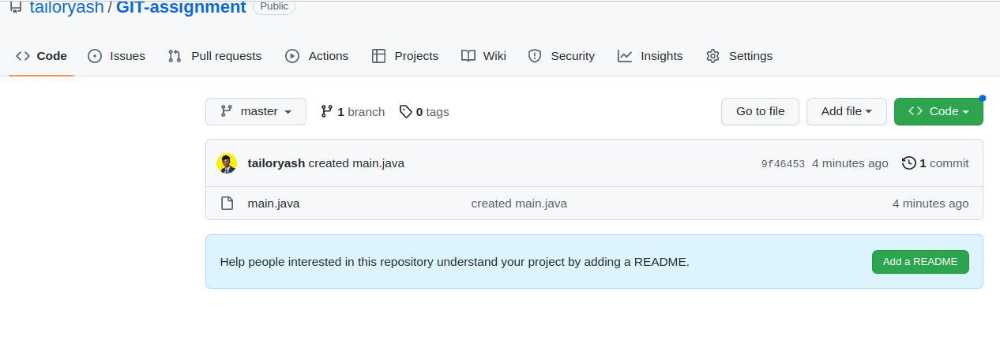 tailoryash / GIT-assignment Public
Code Issues Pull requests Actions Projects Wiki Security Insights Settings
master 1 branch 0 tags Go to file Add file Code
tailoryash created main.java 9f46453 4 minutes ago 1 commit
main.java created main.java 4 minutes ago
Help people interested in this repository understand your project by adding a README. Add a README